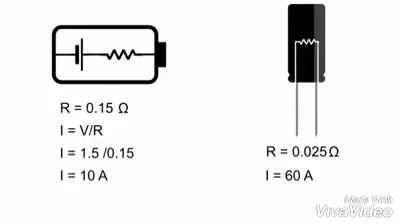 R = 0.15 Ω
I = V/R
I = 1.5 /0.15
I = 10 A
R = 0.025Ω
I = 60 A
Made With
VivaVideo